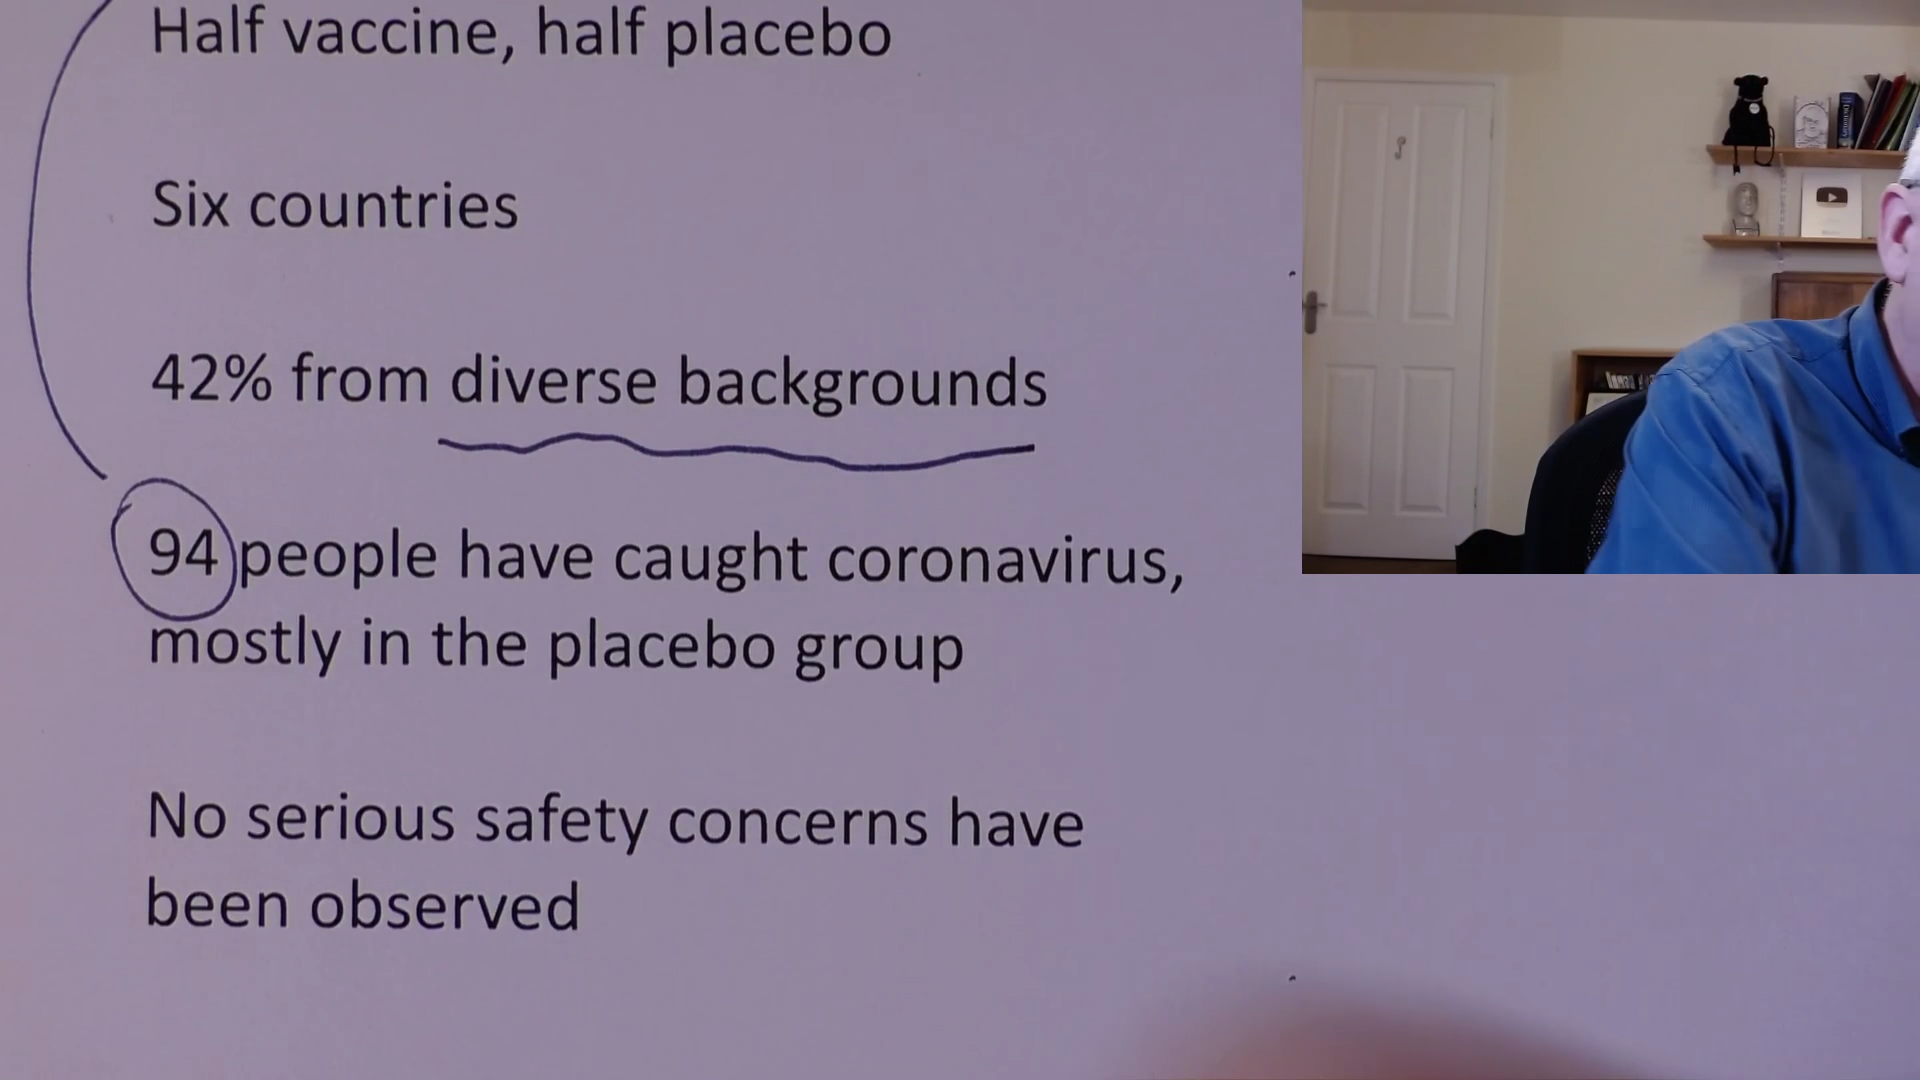 Half vaccine, half placebo
Six countries
42% from diverse backgrounds
94 people have caught coronavirus,
mostly in the placebo group
No serious safety concerns have
been observed